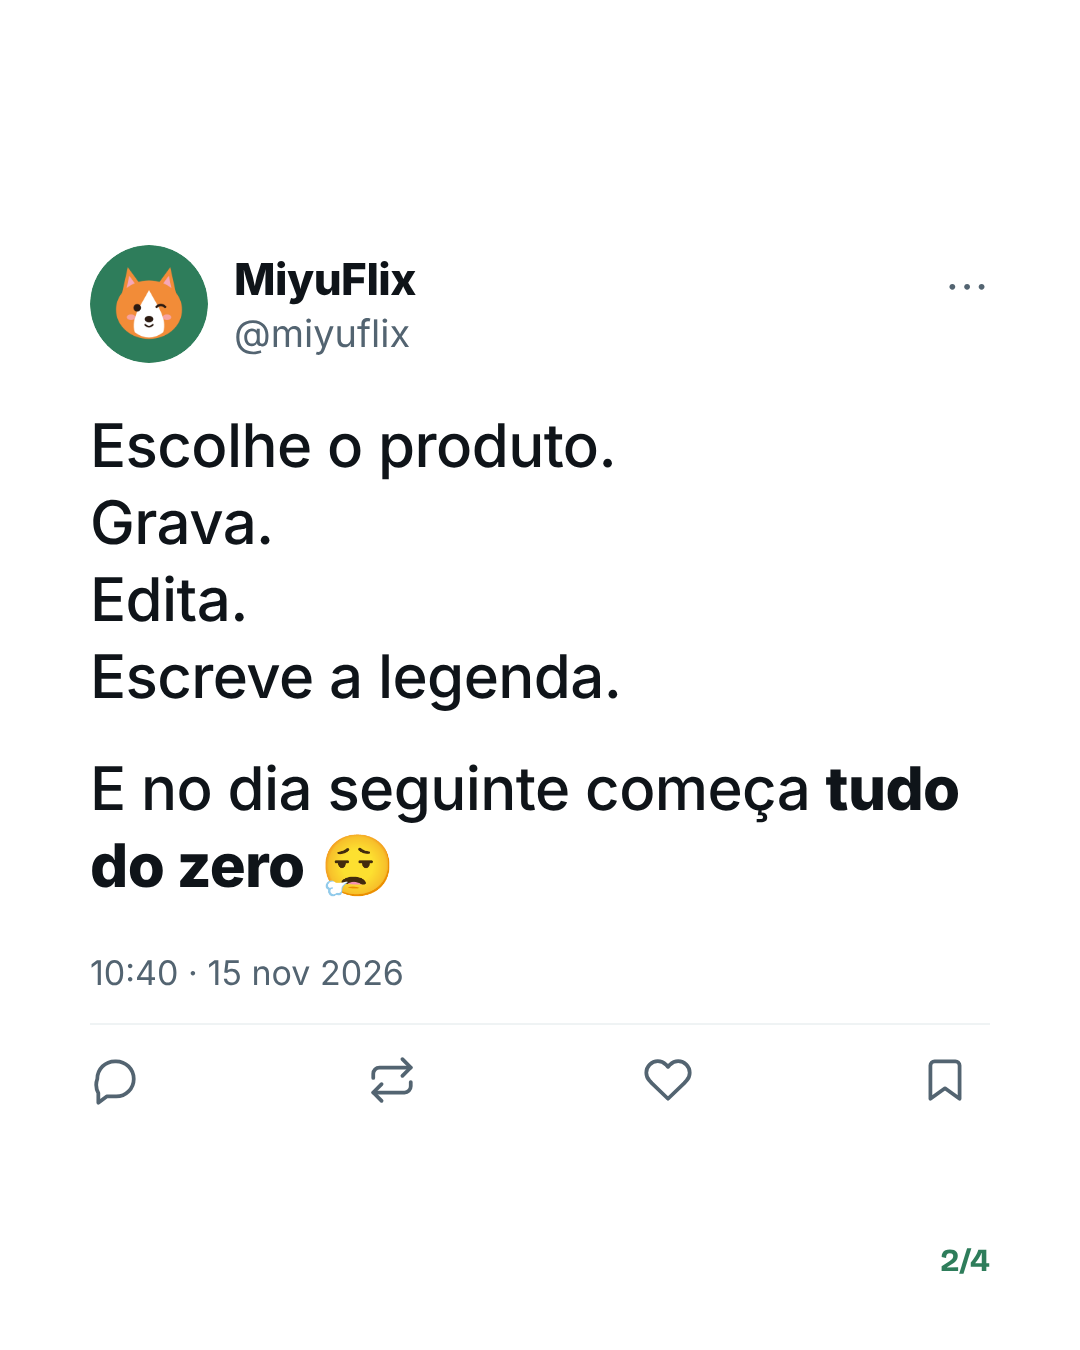 MiyuFlix
@miyuflix
Escolhe o produto.
Grava.
Edita.
Escreve a legenda.
E no dia seguinte começa tudo
do zero 😮‍💨
10:40 · 15 nov 2026
2/4